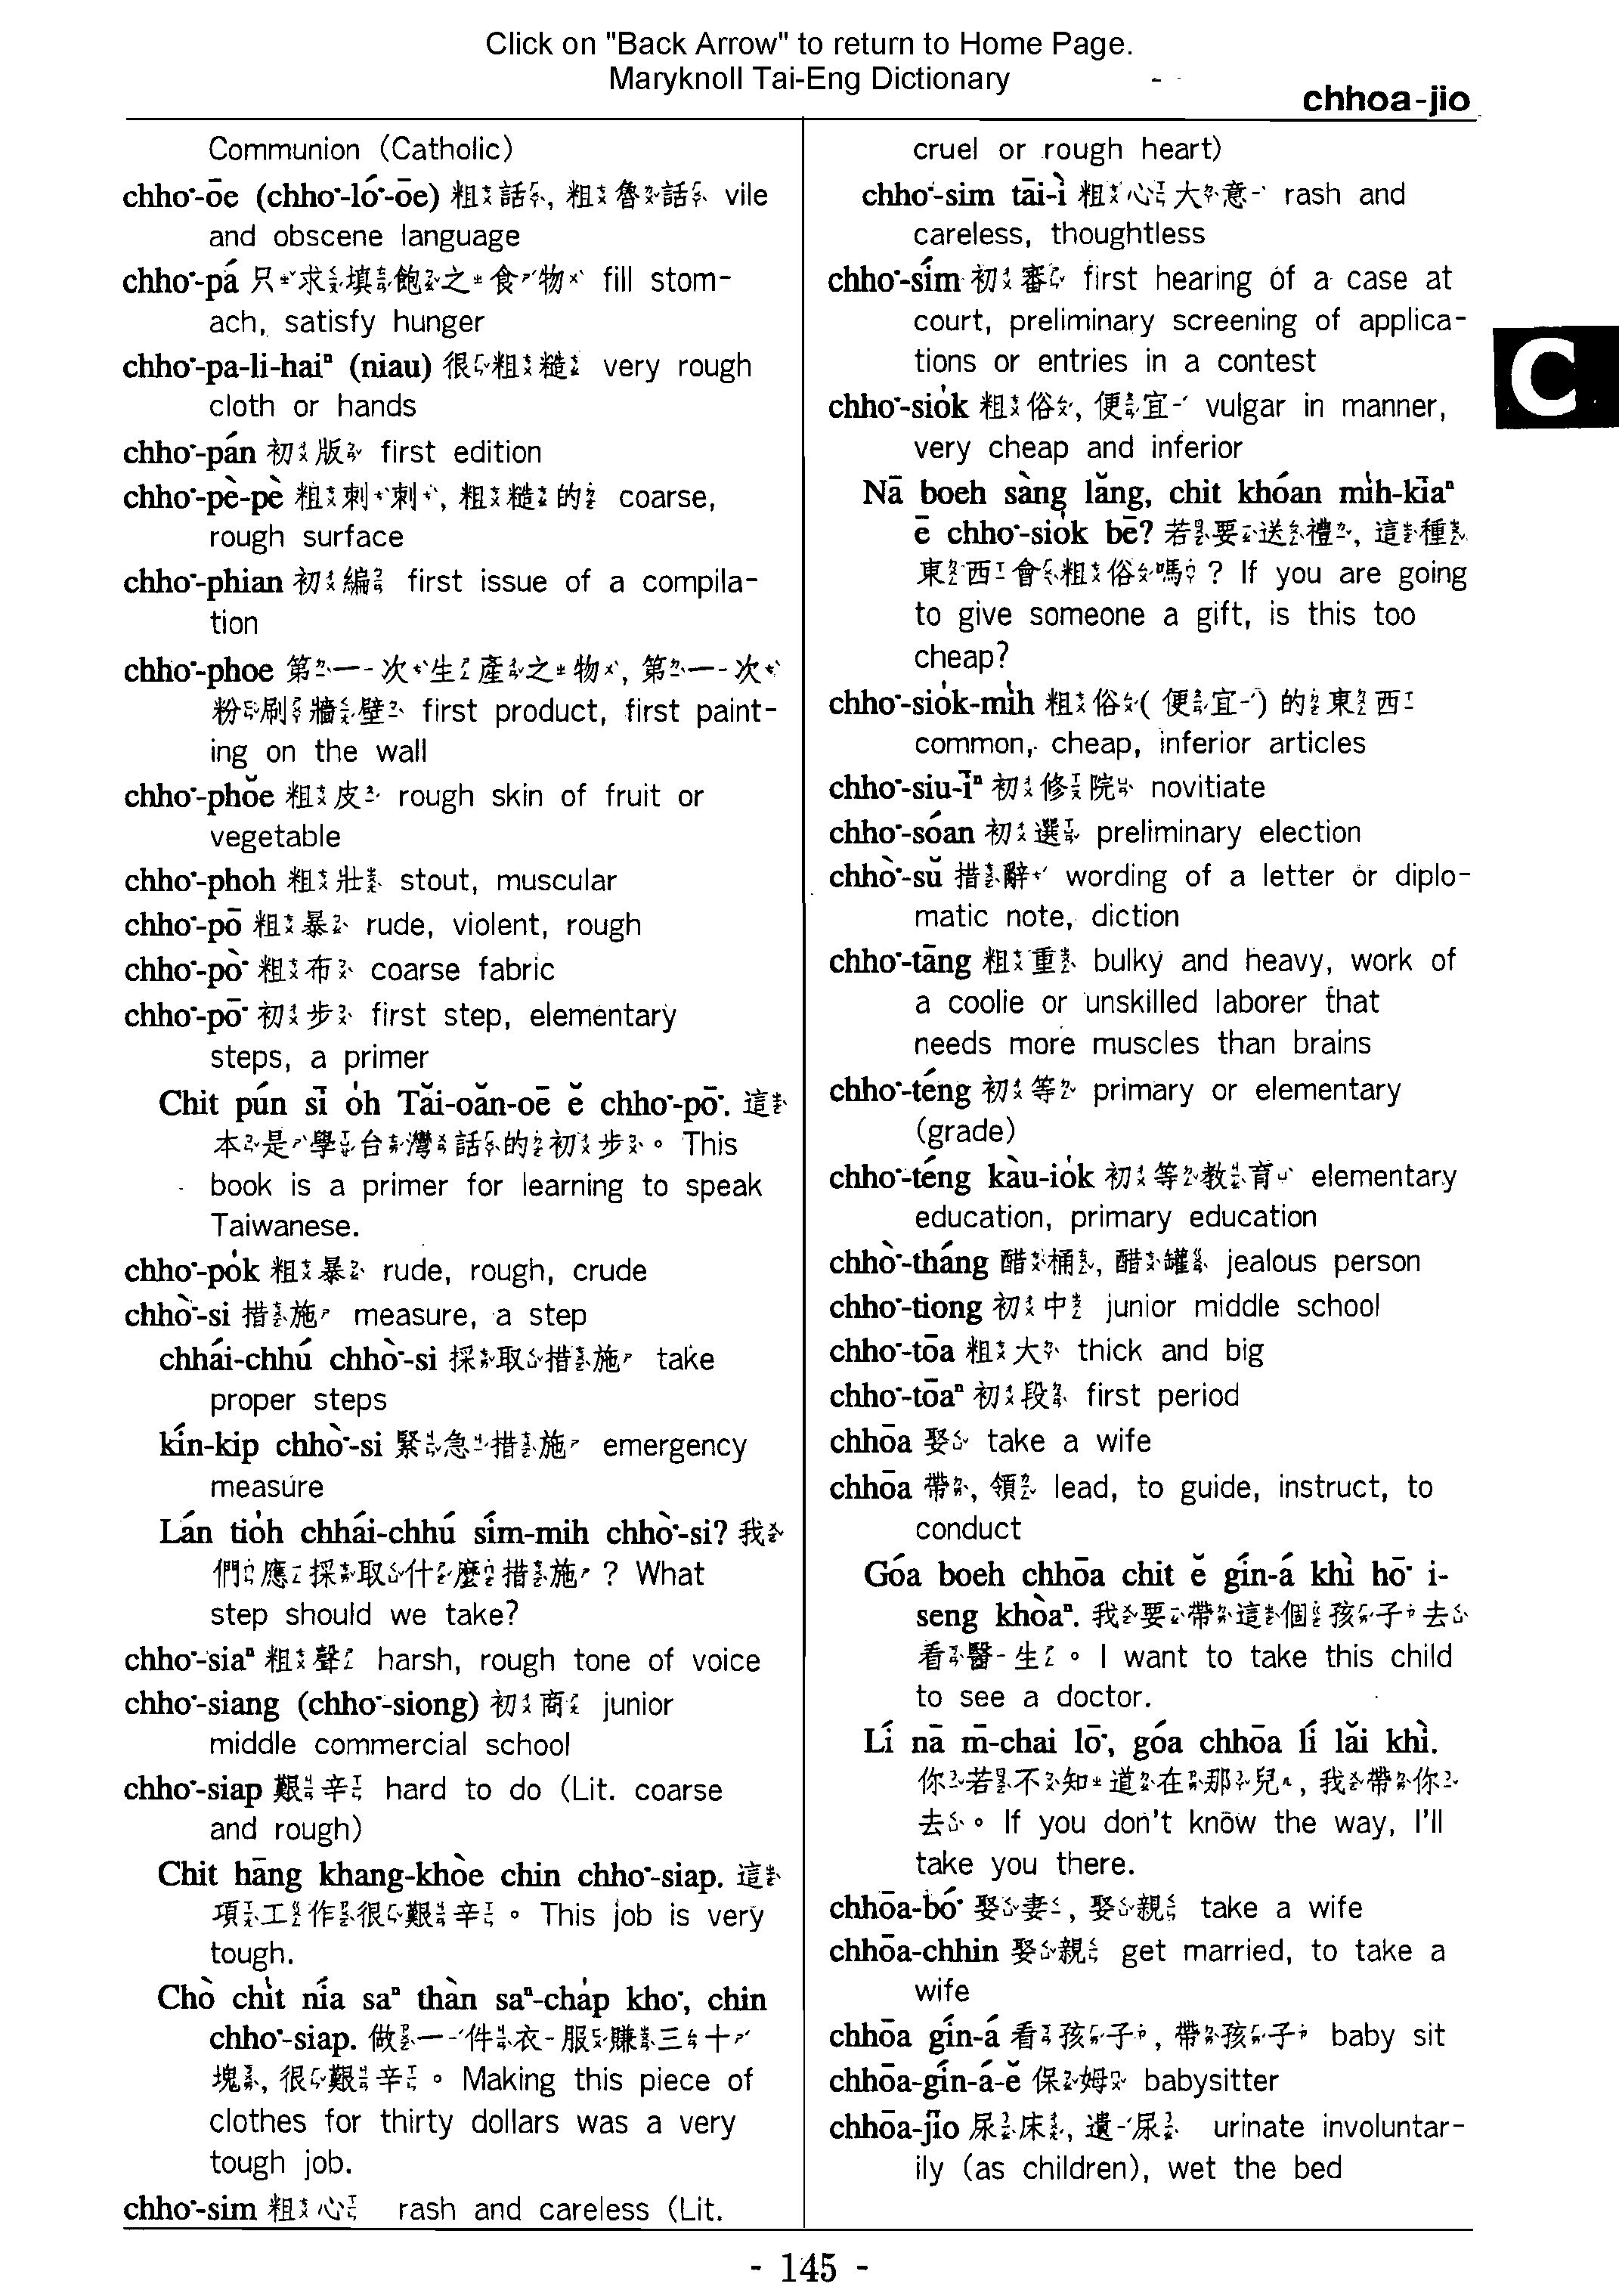 Click on "Back Arrow" to return to Home Page.
Maryknoll Tai-Eng Dictionary
chhoa-jio
Communion (Catholic)
chho͘-ōe (chho͘-ló͘-ōe) 粗話, 粗魯話 vile
and obscene language
chho͘-pá 只求填飽之食物 fill stom-
ach, satisfy hunger
chho͘-pa-li-haiⁿ (niau) 很粗糙 very rough
cloth or hands
chho͘-pán 初版 first edition
chho͘-pè-pè 粗刺刺, 粗糙的 coarse,
rough surface
chho͘-phian 初編 first issue of a compila-
tion
chho͘-phoe 第一次生產之物, 第一次
粉刷牆壁 first product, first paint-
ing on the wall
chho͘-phŏe 粗皮 rough skin of fruit or
vegetable
chho͘-phoh 粗壯 stout, muscular
chho͘-pō 粗暴 rude, violent, rough
chho͘-pò͘ 粗布 coarse fabric
chho͘-pō͘ 初步 first step, elementary
steps, a primer
Chit pún sī o̍h Tăi-oăn-oē ĕ chho͘-pō͘. 這
本是學台灣話的初步。 This
book is a primer for learning to speak
Taiwanese.
chho͘-po̍k 粗暴 rude, rough, crude
chhò͘-si 措施 measure, a step
chhái-chhú chhò͘-si 採取措施 take
proper steps
kín-kip chhò͘-si 緊急措施 emergency
measure
Lán tio̍h chhái-chhú sím-mih chhò͘-si? 我
們應採取什麼措施? What
step should we take?
chho͘-siaⁿ 粗聲 harsh, rough tone of voice
chho͘-siang (chho͘-siong) 初商 junior
middle commercial school
chho͘-siap 艱辛 hard to do (Lit. coarse
and rough)
Chit hāng khang-khòe chin chho͘-siap. 這
項工作很艱辛。 This job is very
tough.
Chò chi̍t nía saⁿ thàn saⁿ-cha̍p kho͘, chin
chho͘-siap. 做一件衣服賺三十
塊, 很艱辛。 Making this piece of
clothes for thirty dollars was a very
tough job.
chho͘-sim 粗心 rash and careless (Lit.
cruel or rough heart)
chho͘-sim tāi-ì 粗心大意 rash and
careless, thoughtless
chho͘-sím 初審 first hearing of a case at
court, preliminary screening of applica-
tions or entries in a contest
C
chho͘-sio̍k 粗俗, 便宜 vulgar in manner,
very cheap and inferior
Nā boeh sàng lăng, chit khóan mi̍h-kīaⁿ
ē chho͘-sio̍k bē? 若要送禮, 這種
東西會粗俗嗎? If you are going
to give someone a gift, is this too
cheap?
chho͘-sio̍k-mi̍h 粗俗(便宜)的東西
common, cheap, inferior articles
chho͘-siu-īⁿ 初修院 novitiate
chho͘-sóan 初選 preliminary election
chhò͘-sŭ 措辭 wording of a letter or diplo-
matic note, diction
chho͘-tāng 粗重 bulky and heavy, work of
a coolie or unskilled laborer that
needs more muscles than brains
chho͘-téng 初等 primary or elementary
(grade)
chho͘-téng kàu-io̍k 初等教育 elementary
education, primary education
chhò͘-tháng 醋桶, 醋罐 jealous person
chho͘-tiong 初中 junior middle school
chho͘-tōa 粗大 thick and big
chho͘-tōaⁿ 初段 first period
chhōa 娶 take a wife
chhōa 帶, 領 lead, to guide, instruct, to
conduct
Góa boeh chhōa chit ĕ gín-á khì hō͘ i-
seng khòaⁿ. 我要帶這個孩子去
看醫生。 I want to take this child
to see a doctor.
Lí nā m̄-chai lō͘, góa chhōa lí lăi khì.
你若不知道在那兒, 我帶你
去。 If you don't know the way, I'll
take you there.
chhōa-bó͘ 娶妻, 娶親 take a wife
chhōa-chhin 娶親 get married, to take a
wife
chhōa gín-á 看孩子, 帶孩子 baby sit
chhōa-gín-á-ĕ 保姆 babysitter
chhōa-jīo 尿床, 遺尿 urinate involuntar-
ily (as children), wet the bed
- 145 -